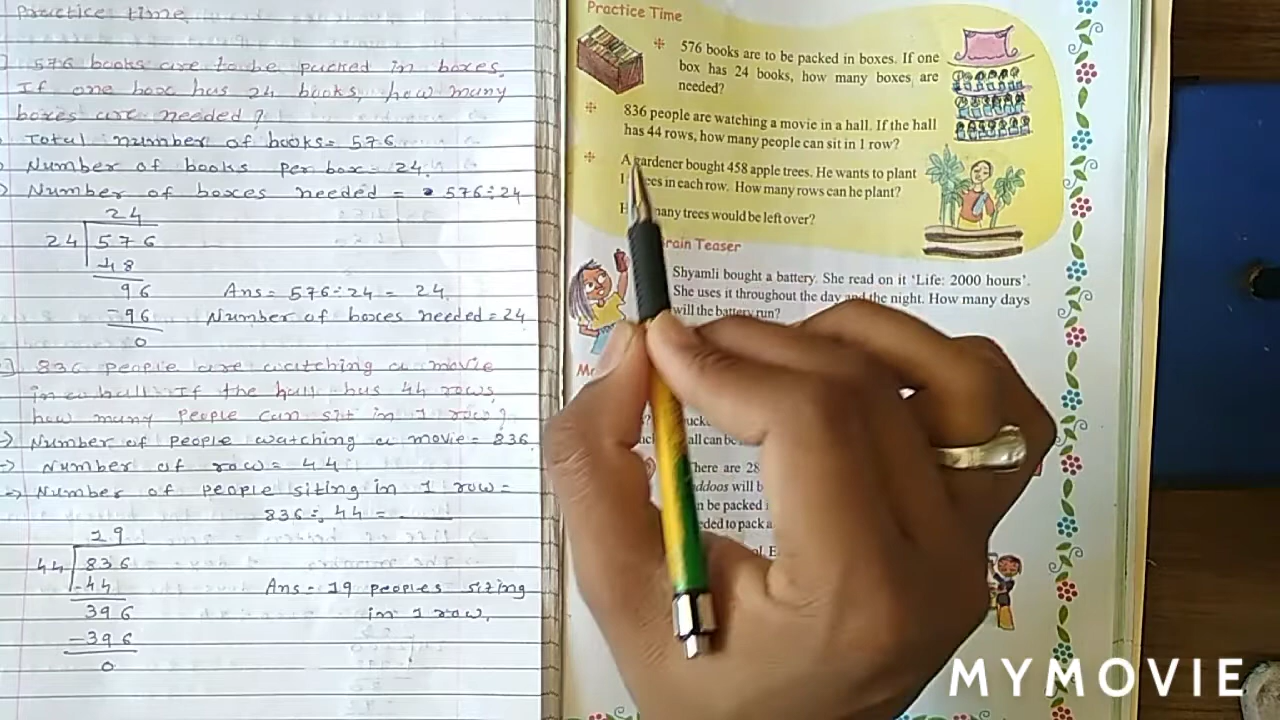 Practice time
576 books are to be packed in boxes.
If one box has 24 books, how many
boxes are needed?
Total number of books = 576
Number of books per box = 24.
Number of boxes needed = 576÷24
24
24 576
48
96 Ans = 576÷24 = 24.
-96 Number of boxes needed = 24
0
836 people are watching a movie
in a hall. If the hall has 44 rows,
how many people can sit in 1 row?
Number of people watching a movie = 836
Number of row = 44
Number of people siting in 1 row =
836 ÷ 44 =
19
44 836
-44
396 Ans = 19 peoples siting
-396 in 1 row.
0
Practice Time
576 books are to be packed in boxes. If one
box has 24 books, how many boxes are
needed?
836 people are watching a movie in a hall. If the hall
has 44 rows, how many people can sit in 1 row?
A gardener bought 458 apple trees. He wants to plant
in each row. How many rows can he plant?
many trees would be left over?
Brain Teaser
Shyamli bought a battery. She read on it ‘Life: 2000 hours’.
She uses it throughout the day and the night. How many days
will the battery run?
all can be
There are 28
will b
n be packed
to pack a
MYMOVIE